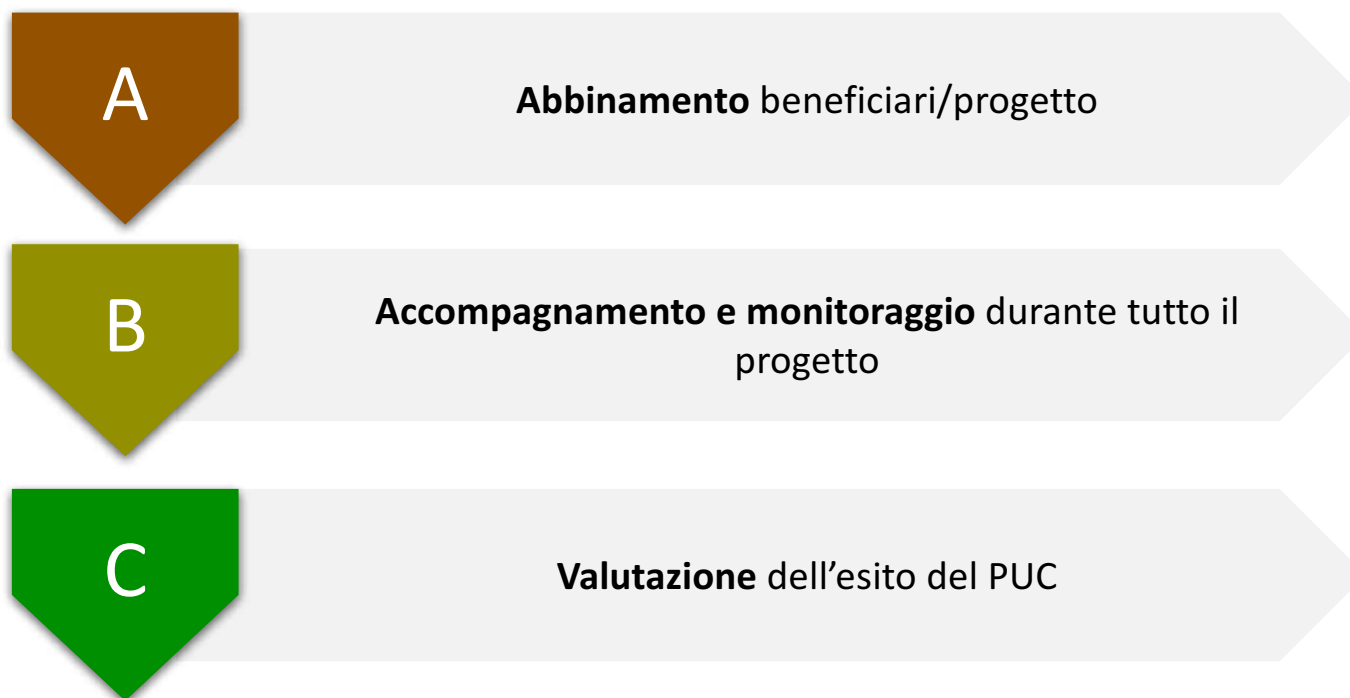 A
Abbinamento beneficiari/progetto
B
Accompagnamento e monitoraggio durante tutto il
progetto
C
Valutazione dell’esito del PUC